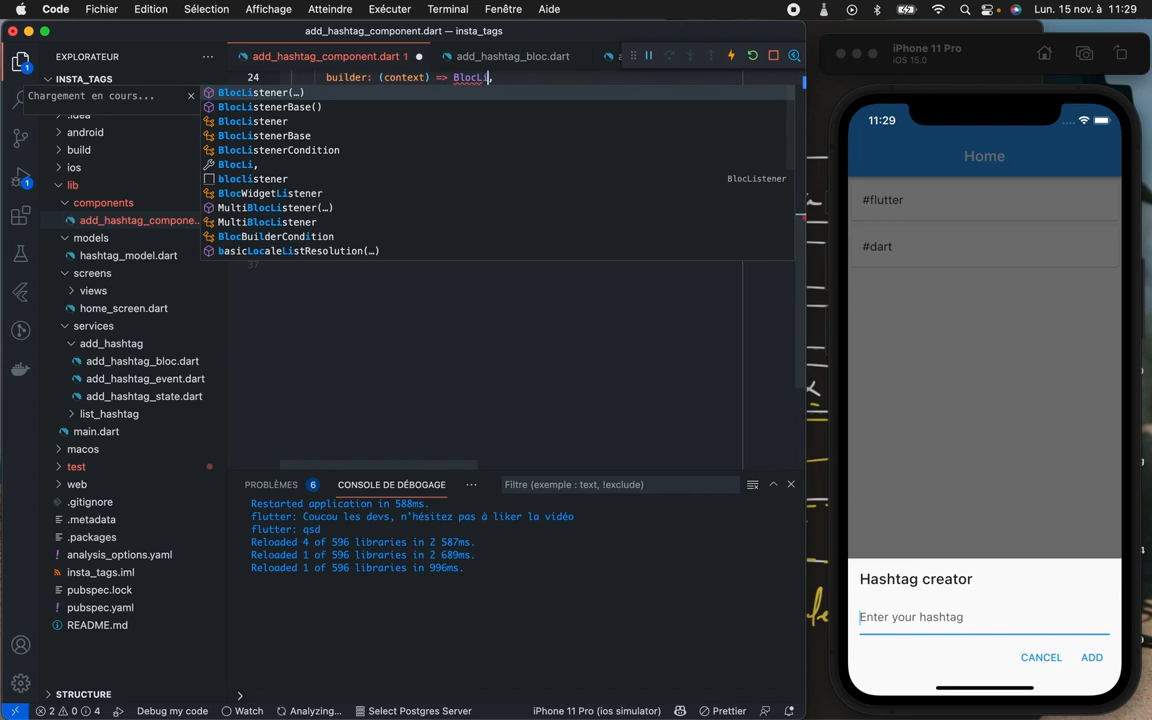 Code Fichier Edition Sélection Affichage Atteindre Exécuter Terminal Fenêtre Aide Lun. 15 nov. à 11:29
add_hashtag_component.dart — insta_tags
EXPLORATEUR
INSTA_TAGS
Chargement en cours...
.idea
android
build
ios
lib
components
add_hashtag_compone...
models
hashtag_model.dart
screens
views
home_screen.dart
services
add_hashtag
add_hashtag_bloc.dart
add_hashtag_event.dart
add_hashtag_state.dart
list_hashtag
main.dart
macos
test
web
.gitignore
.metadata
.packages
analysis_options.yaml
insta_tags.iml
pubspec.lock
pubspec.yaml
README.md
STRUCTURE
add_hashtag_component.dart 1 add_hashtag_bloc.dart
24 builder: (context) => BlocLi,
BlocListener(…)
BlocListenerBase()
BlocListener
BlocListenerBase
BlocListenerCondition
BlocLi,
bloclistener BlocListener
BlocWidgetListener
MultiBlocListener(…)
MultiBlocListener
BlocBuilderCondition
basicLocaleListResolution(…)
37
PROBLÈMES 6 CONSOLE DE DÉBOGAGE Filtre (exemple : text, !exclude)
Restarted application in 588ms.
flutter: Coucou les devs, n'hésitez pas à liker la vidéo
flutter: qsd
Reloaded 4 of 596 libraries in 2 587ms.
Reloaded 1 of 596 libraries in 2 689ms.
Reloaded 1 of 596 libraries in 996ms.
2 0 4 Debug my code Watch Analyzing... Select Postgres Server iPhone 11 Pro (ios simulator) Prettier
iPhone 11 Pro
iOS 15.0
11:29
Home
#flutter
#dart
Hashtag creator
Enter your hashtag
CANCEL ADD